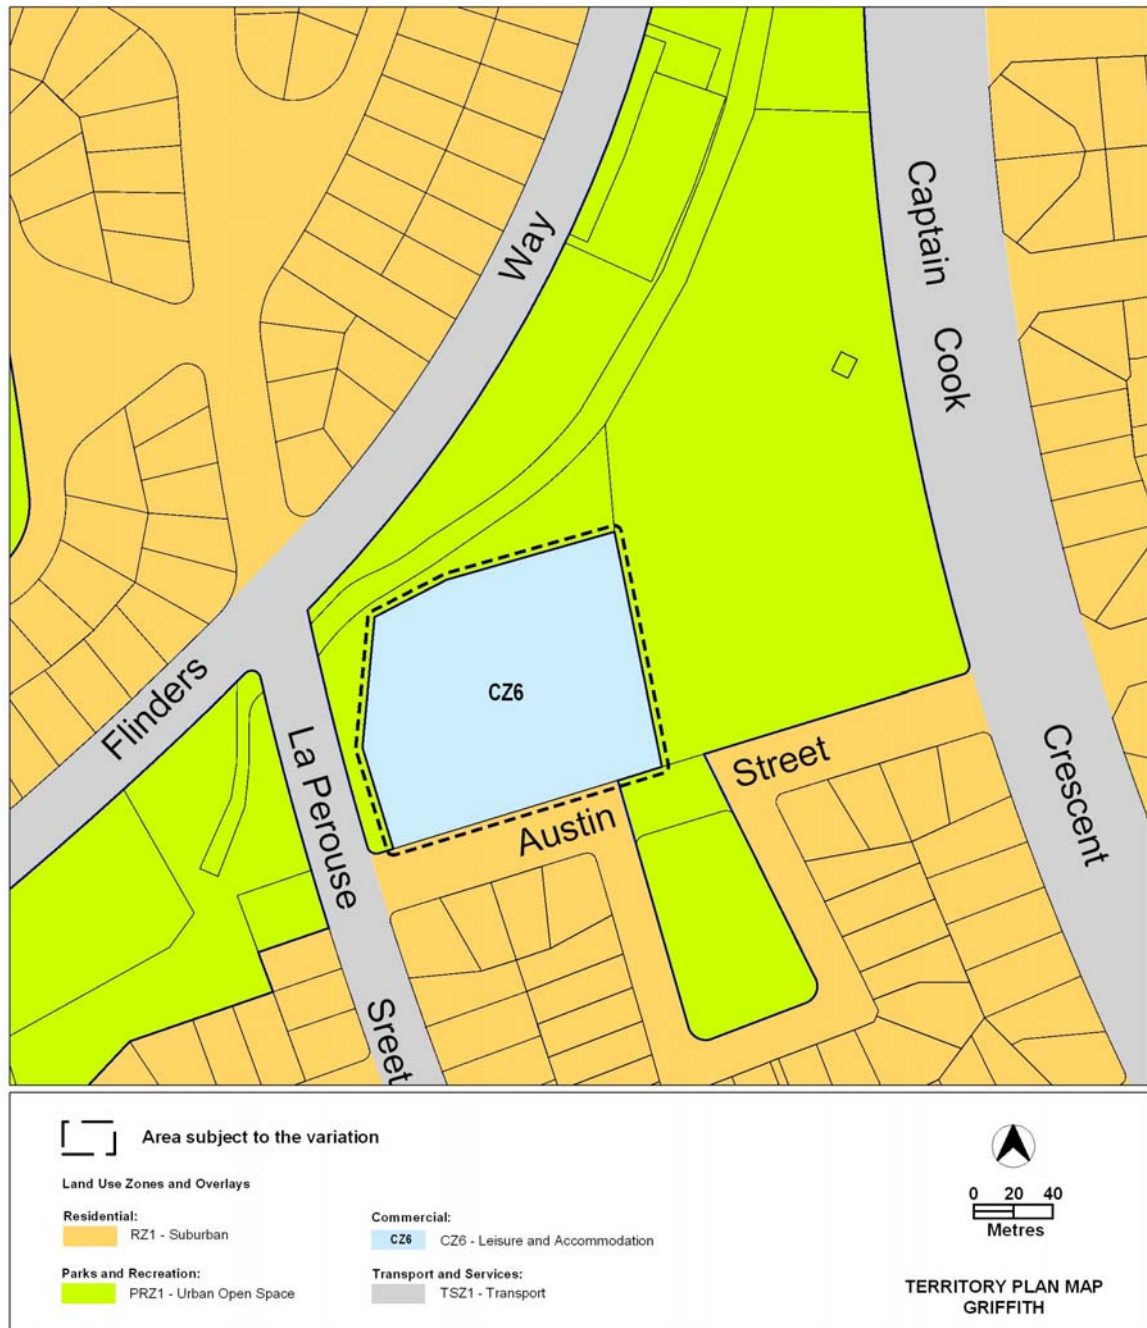 Way
Captain Cook
Flinders
CZ6
La Perouse
Sreet
Austin Street
Crescent
Area subject to the variation
Land Use Zones and Overlays
Residential:
RZ1 - Suburban
Commercial:
CZ6 CZ6 - Leisure and Accommodation
Parks and Recreation:
PRZ1 - Urban Open Space
Transport and Services:
TSZ1 - Transport
0 20 40
Metres
TERRITORY PLAN MAP
GRIFFITH